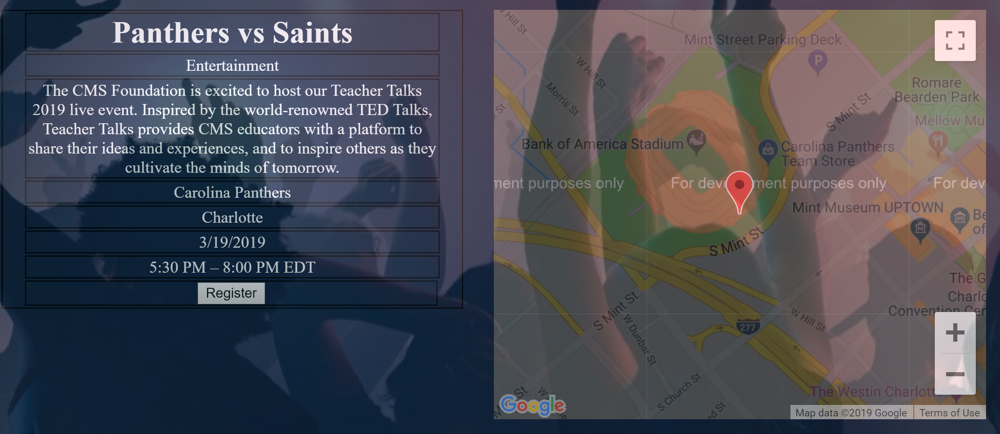 Panthers vs Saints
Entertainment
The CMS Foundation is excited to host our Teacher Talks
2019 live event. Inspired by the world-renowned TED Talks,
Teacher Talks provides CMS educators with a platform to
share their ideas and experiences, and to inspire others as they
cultivate the minds of tomorrow.
Carolina Panthers
Charlotte
3/19/2019
5:30 PM – 8:00 PM EDT
Register
W Hill St
Mint Street Parking Deck
P
W Hill St
Morris St
Romare
Bearden Park
S Mint St
Mellow Mu
Bank of America Stadium
Carolina Panthers
Team Store
ment purposes only
For deve ment purposes only
For dev
Mint Museum UPTOWN
Be
of
S Mint St
The G
Charlo
Convention Cen
S Mint St
W Hill St
277
W Dunbar St
S Church St
The Westin Charlotte
Google
Map data ©2019 Google
Terms of Use